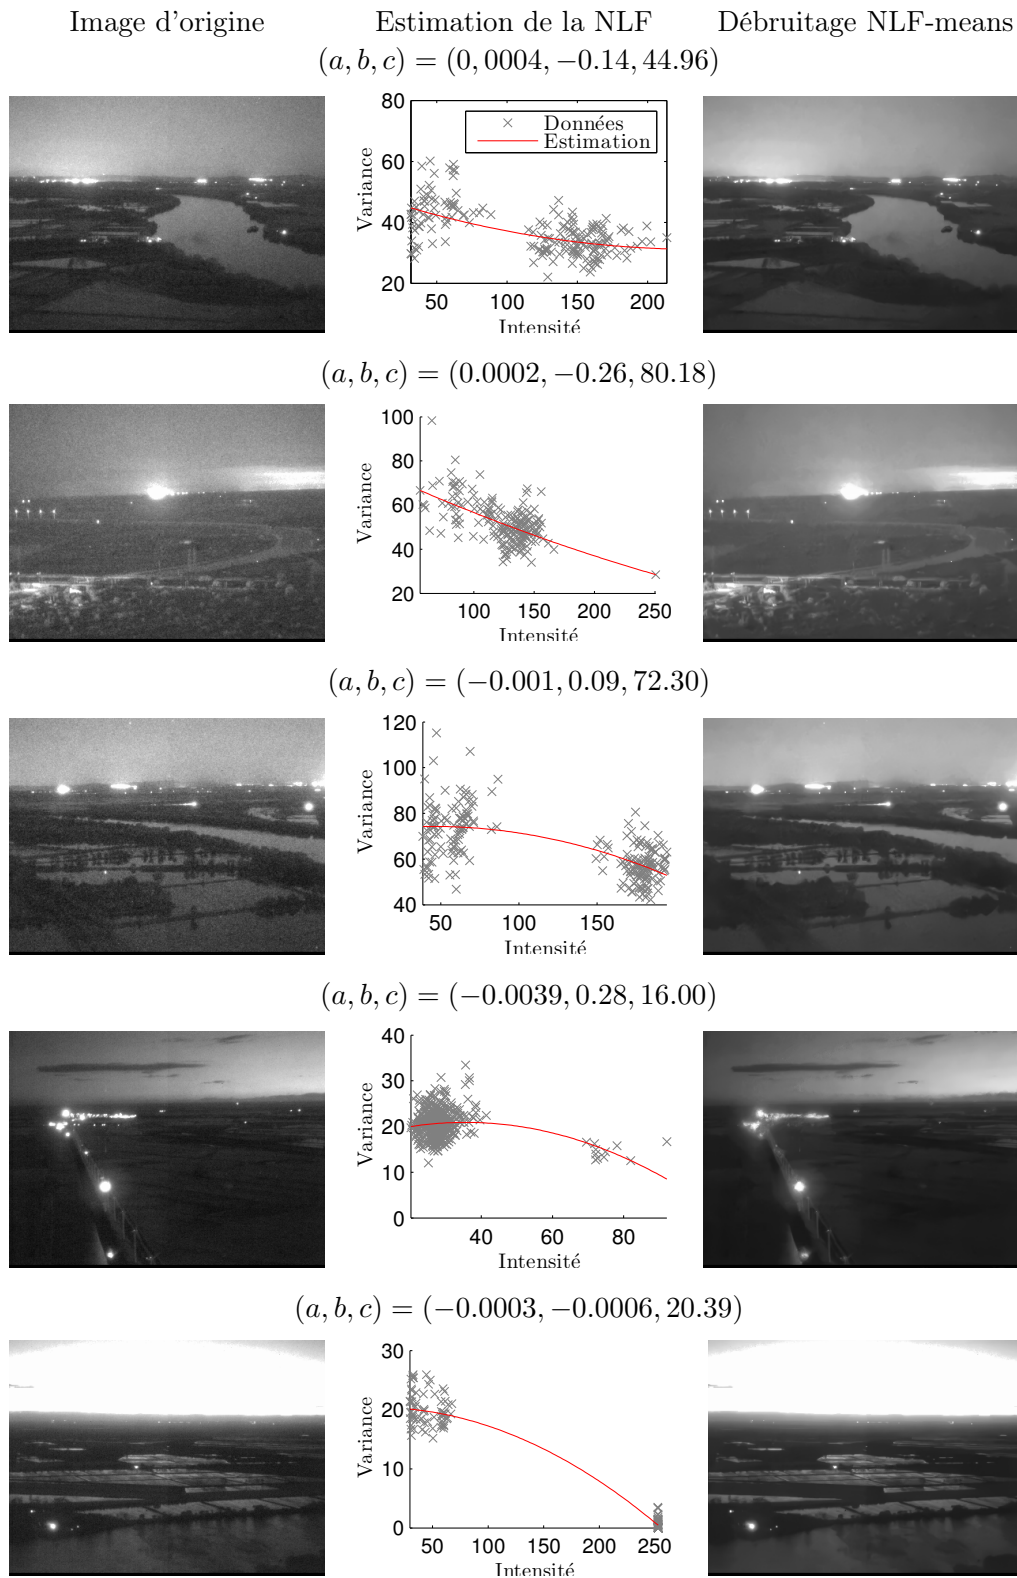 Image d'origine Estimation de la NLF Débruitage NLF-means
(a, b, c) = (0, 0004, −0.14, 44.96)
80
60
40
20
50 100 150 200
Variance
Intensité
Données
Estimation
(a, b, c) = (0.0002, −0.26, 80.18)
100
80
60
40
20
100 150 200 250
Variance
Intensité
(a, b, c) = (−0.001, 0.09, 72.30)
120
100
80
60
40
50 100 150
Variance
Intensité
(a, b, c) = (−0.0039, 0.28, 16.00)
40
30
20
10
0
40 60 80
Variance
Intensité
(a, b, c) = (−0.0003, −0.0006, 20.39)
30
20
10
0
50 100 150 200 250
Variance
Intensité